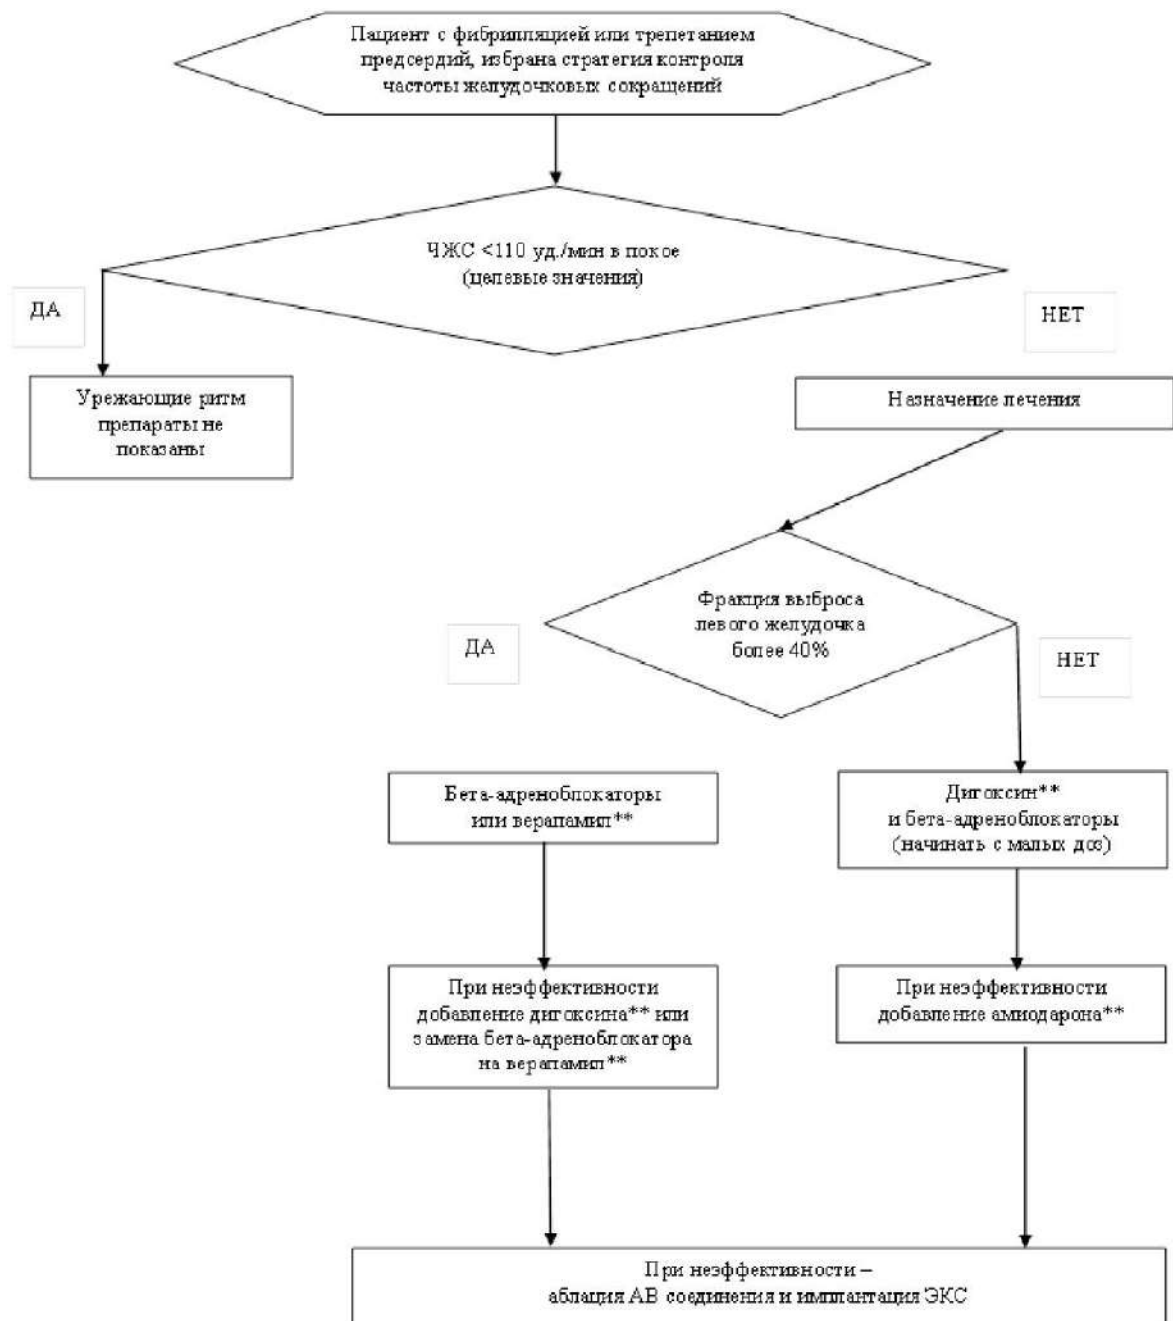 Пациент с фибрилляцией или трепетанием
предсердий, избрана стратегия контроля
частоты желудочковых сокращений
ЧЖС <110 уд./мин в покое
(целевые значения)
ДА
НЕТ
Урежающие ритм
препараты не
показаны
Назначение лечения
Фракция выброса
левого желудочка
более 40%
ДА
НЕТ
Бета-адреноблокаторы
или верапамил**
Дигоксин**
и бета-адреноблокаторы
(начинать с малых доз)
При неэффективности
добавление дигоксина** или
замена бета-адреноблокатора
на верапамил**
При неэффективности
добавление амиодарона**
При неэффективности –
аблация АВ соединения и имплантация ЭКС